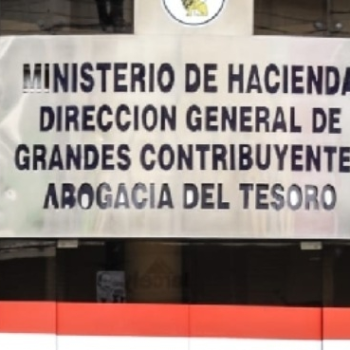 MINISTERIO DE HACIENDA
DIRECCION GENERAL DE
GRANDES CONTRIBUYENTE
ABOGACIA DEL TESORO